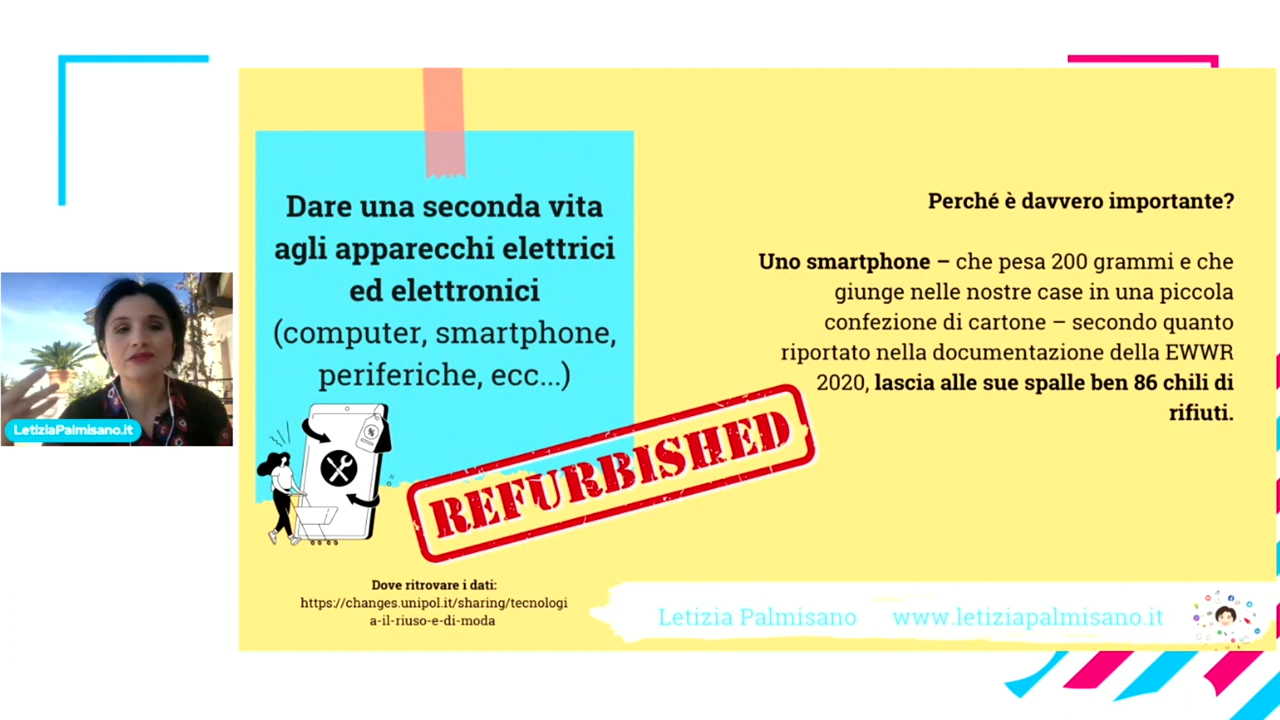 Dare una seconda vita
agli apparecchi elettrici
ed elettronici
(computer, smartphone,
periferiche, ecc...)
Perché è davvero importante?
Uno smartphone – che pesa 200 grammi e che
giunge nelle nostre case in una piccola
confezione di cartone – secondo quanto
riportato nella documentazione della EWWR
2020, lascia alle sue spalle ben 86 chili di
rifiuti.
LetiziaPalmisano.it
REFURBISHED
Dove ritrovare i dati:
https://changes.unipol.it/sharing/tecnologi
a-il-riuso-e-di-moda
Letizia Palmisano www.letiziapalmisano.it